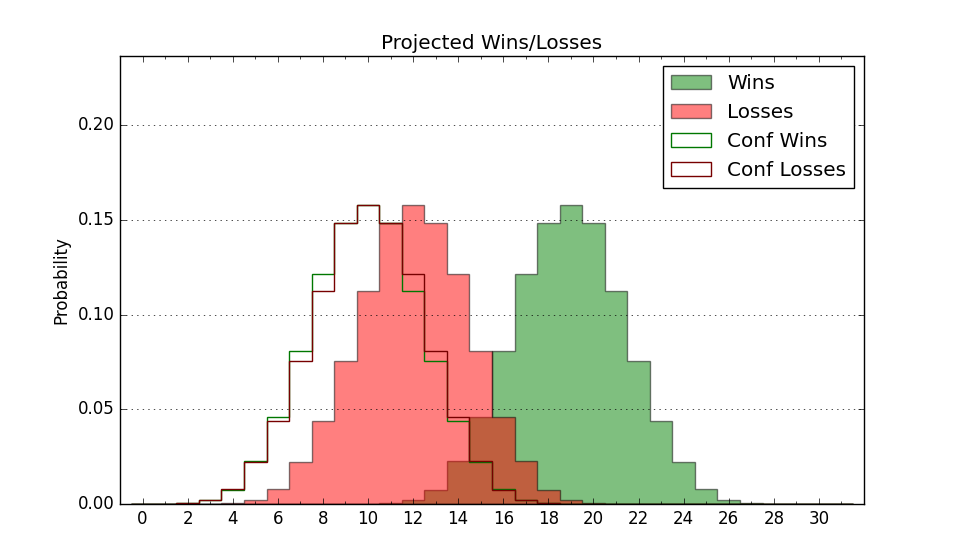 Projected Wins/Losses
Wins
Losses
Conf Wins
Conf Losses
Probability
0.20
0.15
0.10
0.05
0.00
0 2 4 6 8 10 12 14 16 18 20 22 24 26 28 30